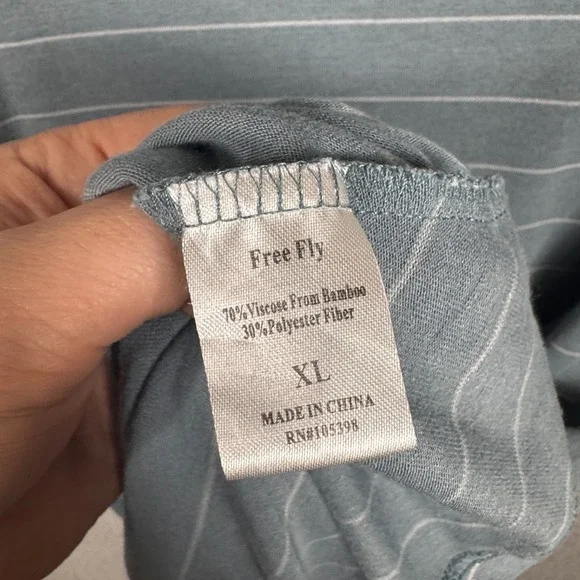 Free Fly
70%Viscose From Bamboo
30%Polyester Fiber
XL
MADE IN CHINA
RN#105398